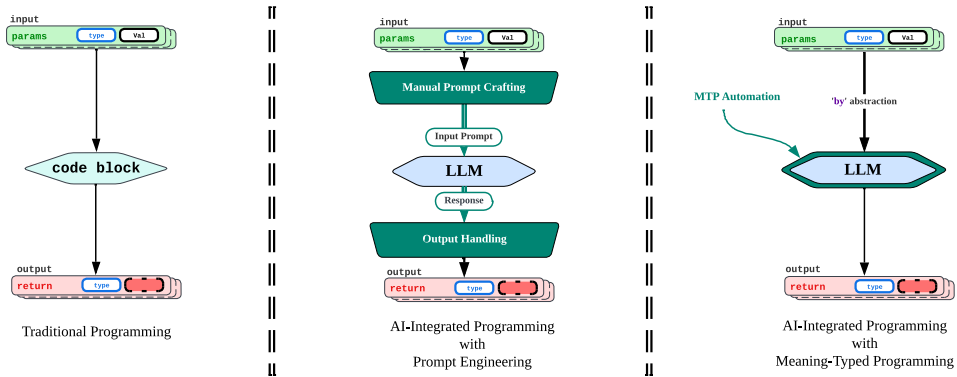 input
params type Val
code block
output
return type
Traditional Programming
input
params type Val
Manual Prompt Crafting
Input Prompt
LLM
Response
Output Handling
output
return type
AI-Integrated Programming
with
Prompt Engineering
input
params type Val
MTP Automation
'by' abstraction
LLM
output
return type
AI-Integrated Programming
with
Meaning-Typed Programming